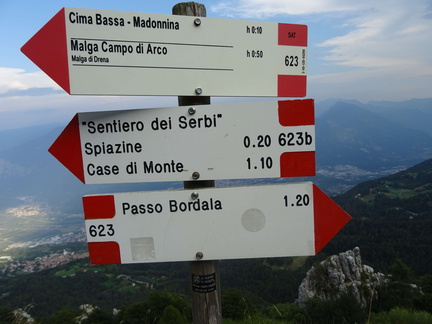 Cima Bassa - Madonnina h 0:10 SAT
Malga Campo di Arco h 0:50
Malga di Drena 623
"Sentiero dei Serbi"
Spiazine 0.20 623b
Case di Monte 1.10
Passo Bordala 1.20
623